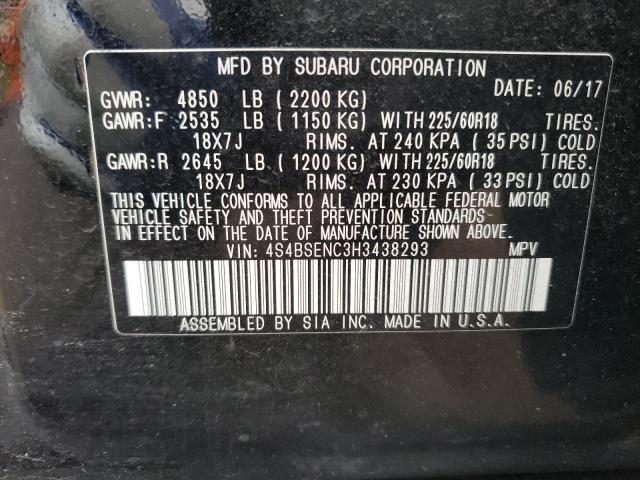 MFD BY SUBARU CORPORATION
DATE: 06/17
GVWR: 4850 LB (2200 KG)
GAWR:F 2535 LB (1150 KG) WITH 225/60R18 TIRES.
18X7J RIMS. AT 240 KPA (35 PSI) COLD
GAWR:R 2645 LB (1200 KG) WITH 225/60R18 TIRES.
18X7J RIMS. AT 230 KPA (33 PSI) COLD
THIS VEHICLE CONFORMS TO ALL APPLICABLE FEDERAL MOTOR
VEHICLE SAFETY AND THEFT PREVENTION STANDARDS IN
EFFECT ON THE DATE OF MANUFACTURE SHOWN ABOVE.
VIN: 4S4BSENC3H3438293 MPV
ASSEMBLED BY SIA INC. MADE IN U.S.A.